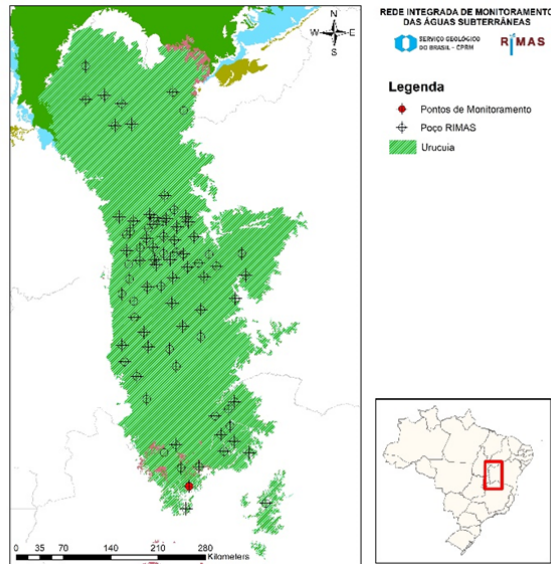 REDE INTEGRADA DE MONITORAMENTO
DAS ÁGUAS SUBTERRÂNEAS
SERVIÇO GEOLÓGICO
DO BRASIL - CPRM
RIMAS
N
W E
S
Legenda
Pontos de Monitoramento
Poço RIMAS
Urucuia
0 35 70 140 210 280
Kilometers